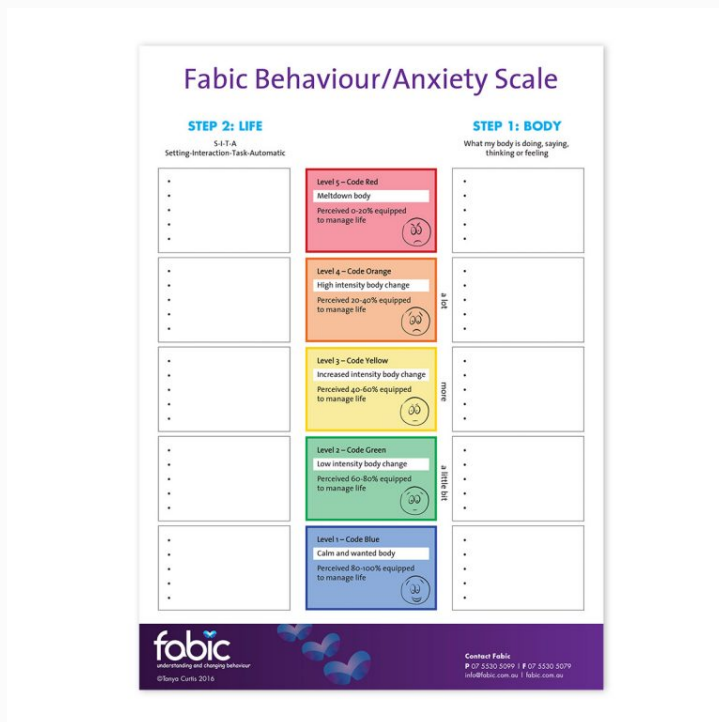 Fabic Behaviour/Anxiety Scale
STEP 2: LIFE
S-I-T-A
Setting-Interaction-Task-Automatic
STEP 1: BODY
What my body is doing, saying,
thinking or feeling
Level 5 – Code Red
Meltdown body
Perceived 0-20% equipped
to manage life
Level 4 – Code Orange
High intensity body change
Perceived 20-40% equipped
to manage life
a lot
Level 3 – Code Yellow
Increased intensity body change
Perceived 40-60% equipped
to manage life
more
Level 2 – Code Green
Low intensity body change
Perceived 60-80% equipped
to manage life
a little bit
Level 1 – Code Blue
Calm and wanted body
Perceived 80-100% equipped
to manage life
fabic
understanding and changing behaviour
©Tanya Curtis 2016
Contact Fabic
P 07 5530 5099 | F 07 5530 5079
info@fabic.com.au | fabic.com.au